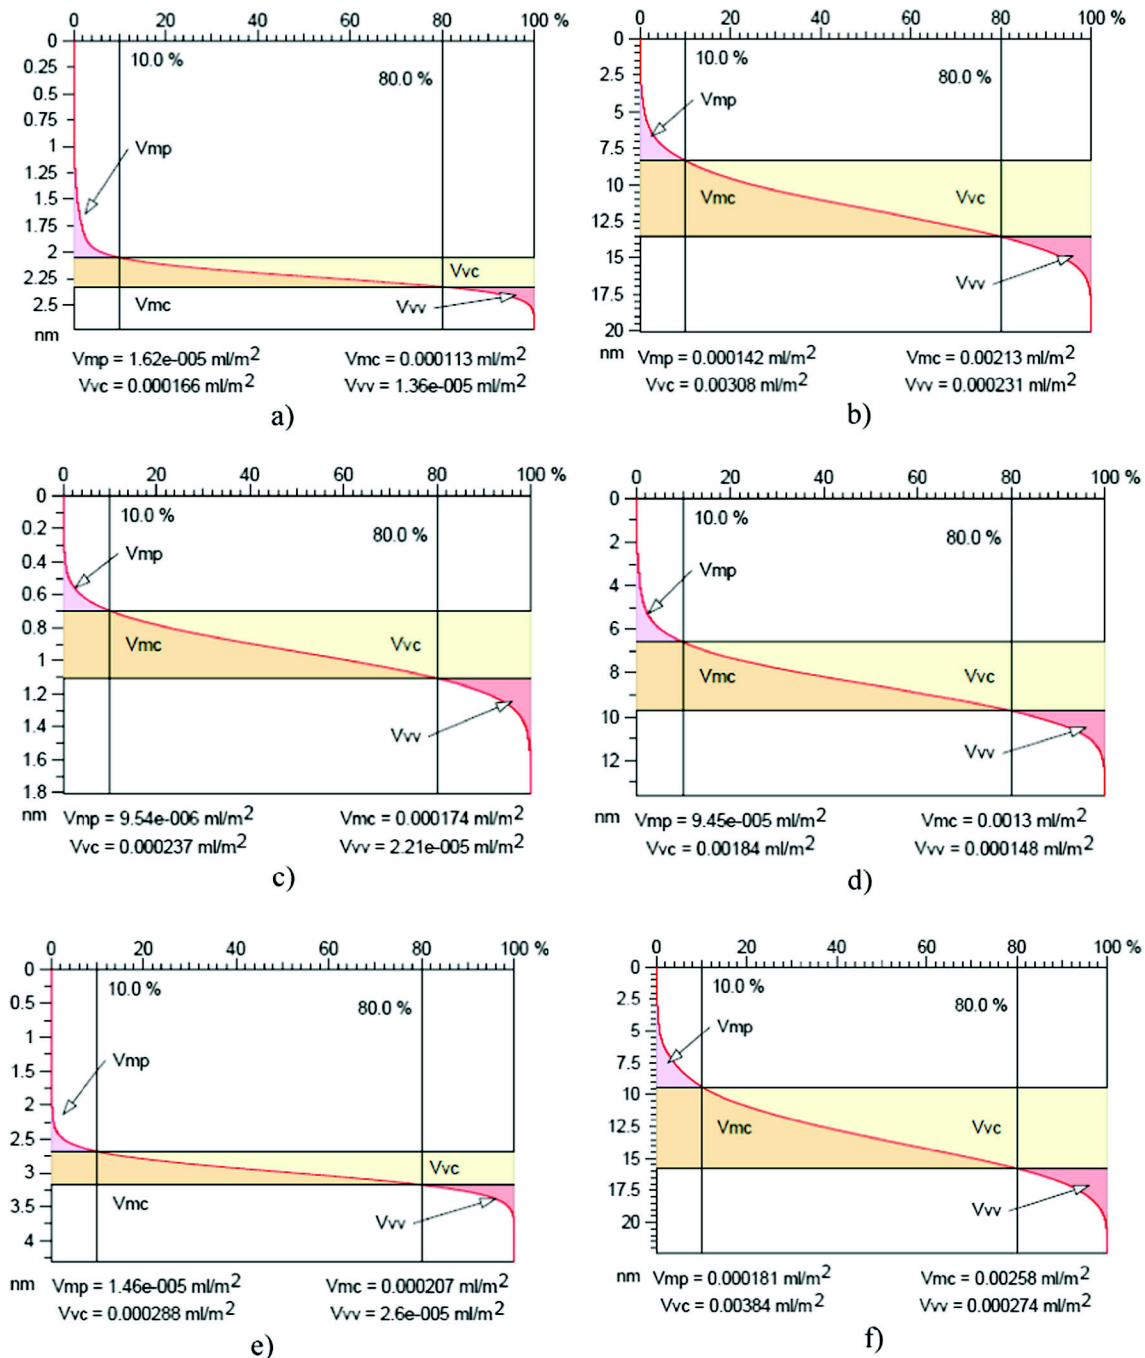 0 20 40 60 80 100 %
0
0.25
0.5
0.75
1
1.25
1.5
1.75
2
2.25
2.5
nm
10.0 %
80.0 %
Vmp
Vvc
Vmc
Vvv
Vmp = 1.62e-005 ml/m² Vmc = 0.000113 ml/m²
Vvc = 0.000166 ml/m² Vvv = 1.36e-005 ml/m²
a)
0 20 40 60 80 100 %
0
2.5
5
7.5
10
12.5
15
17.5
20
nm
10.0 %
80.0 %
Vmp
Vmc Vvc
Vvv
Vmp = 0.000142 ml/m² Vmc = 0.00213 ml/m²
Vvc = 0.00308 ml/m² Vvv = 0.000231 ml/m²
b)
0 20 40 60 80 100 %
0
0.2
0.4
0.6
0.8
1
1.2
1.4
1.6
1.8
nm
10.0 %
80.0 %
Vmp
Vmc Vvc
Vvv
Vmp = 9.54e-006 ml/m² Vmc = 0.000174 ml/m²
Vvc = 0.000237 ml/m² Vvv = 2.21e-005 ml/m²
c)
0 20 40 60 80 100 %
0
2
4
6
8
10
12
nm
10.0 %
80.0 %
Vmp
Vmc Vvc
Vvv
Vmp = 9.45e-005 ml/m² Vmc = 0.0013 ml/m²
Vvc = 0.00184 ml/m² Vvv = 0.000148 ml/m²
d)
0 20 40 60 80 100 %
0
0.5
1
1.5
2
2.5
3
3.5
4
nm
10.0 %
80.0 %
Vmp
Vvc
Vmc
Vvv
Vmp = 1.46e-005 ml/m² Vmc = 0.000207 ml/m²
Vvc = 0.000288 ml/m² Vvv = 2.6e-005 ml/m²
e)
0 20 40 60 80 100 %
0
2.5
5
7.5
10
12.5
15
17.5
20
nm
10.0 %
80.0 %
Vmp
Vmc Vvc
Vvv
Vmp = 0.000181 ml/m² Vmc = 0.00258 ml/m²
Vvc = 0.00384 ml/m² Vvv = 0.000274 ml/m²
f)